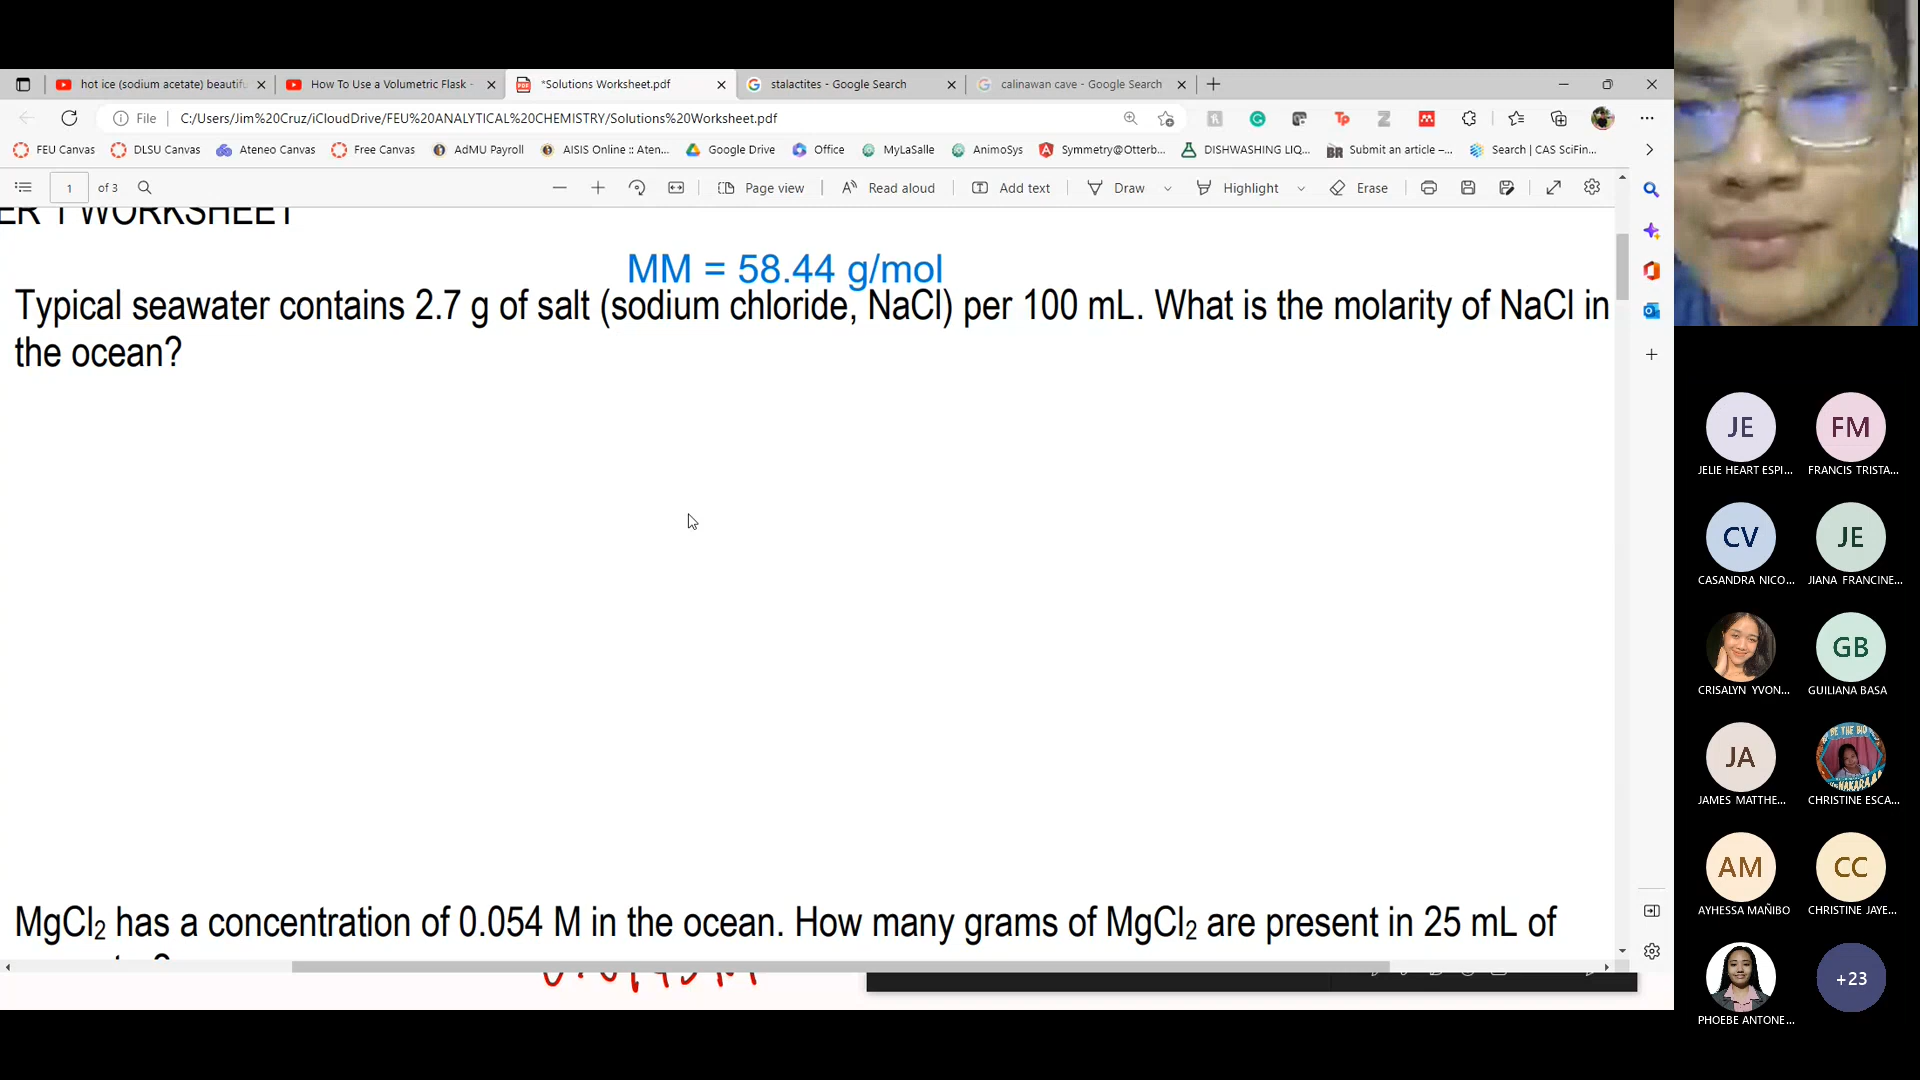 hot ice (sodium acetate) beautifu
How To Use a Volumetric Flask -
*Solutions Worksheet.pdf
stalactites - Google Search
calinawan cave - Google Search
File C:/Users/Jim%20Cruz/iCloudDrive/FEU%20ANALYTICAL%20CHEMISTRY/Solutions%20Worksheet.pdf
FEU Canvas DLSU Canvas Ateneo Canvas Free Canvas AdMU Payroll AISIS Online :: Aten... Google Drive Office MyLaSalle AnimoSys Symmetry@Otterb... DISHWASHING LIQ... BR Submit an article –... Search | CAS SciFin...
1 of 3 Page view Read aloud Add text Draw Highlight Erase
ER 1 WORKSHEET
MM = 58.44 g/mol
Typical seawater contains 2.7 g of salt (sodium chloride, NaCl) per 100 mL. What is the molarity of NaCl in
the ocean?
MgCl₂ has a concentration of 0.054 M in the ocean. How many grams of MgCl₂ are present in 25 mL of
JE FM
JELIE HEART ESPI... FRANCIS TRISTA...
CV JE
CASANDRA NICO... JIANA FRANCINE...
GB
CRISALYN YVON... GUILIANA BASA
JA
JAMES MATTHE... CHRISTINE ESCA...
AM CC
AYHESSA MAÑIBO CHRISTINE JAYE...
+23
PHOEBE ANTONE...